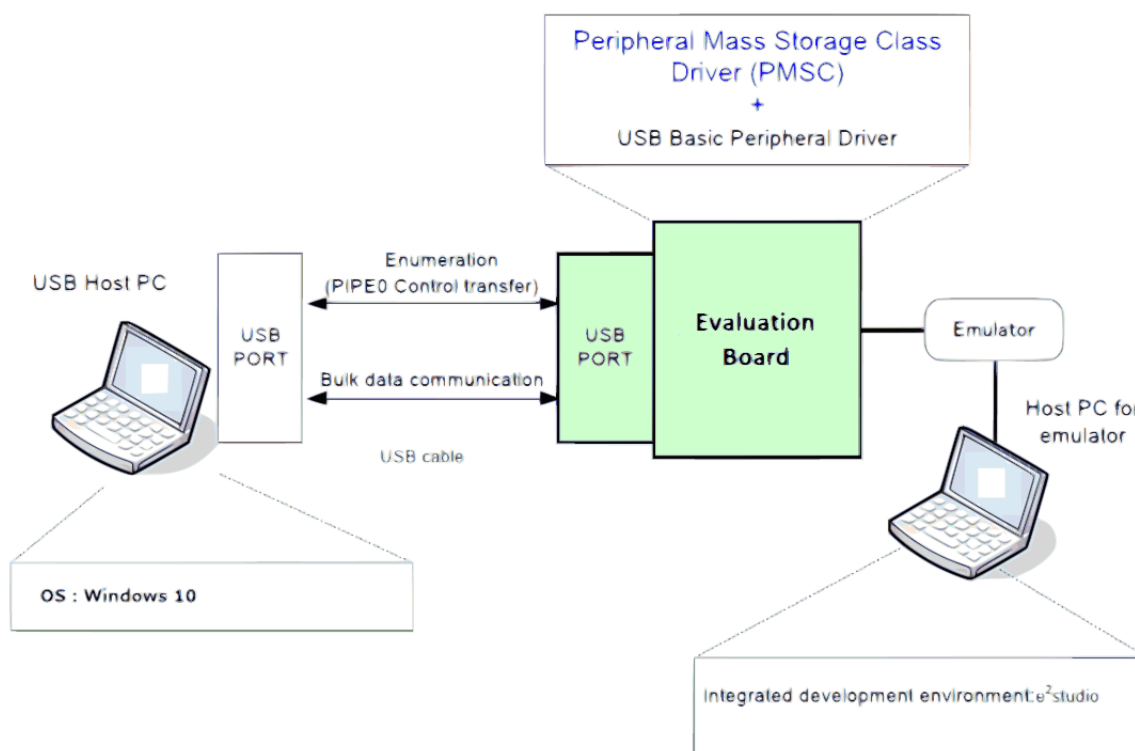 Peripheral Mass Storage Class
Driver (PMSC)
+
USB Basic Peripheral Driver
USB Host PC
USB
PORT
Enumeration
(PIPE0 Control transfer)
Bulk data communication
USB cable
USB
PORT
Evaluation
Board
Emulator
Host PC for
emulator
OS : Windows 10
Integrated development environment:e²studio